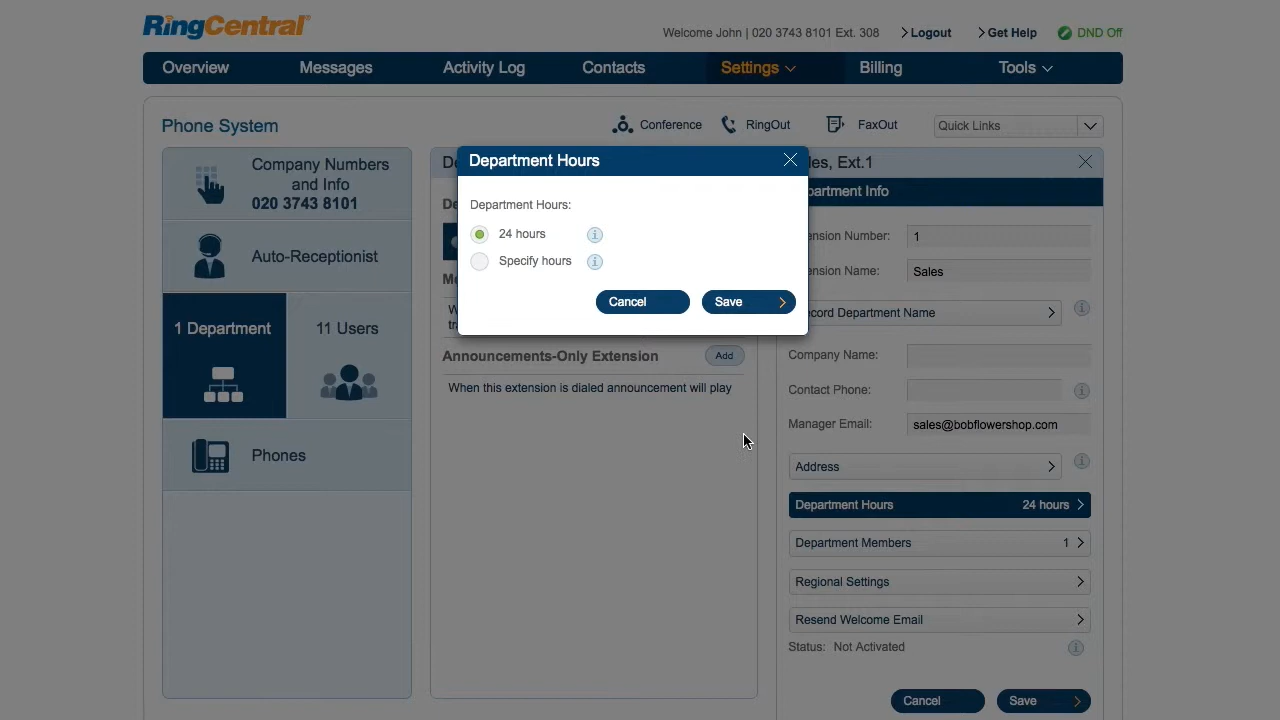 RingCentral
Welcome John | 020 3743 8101 Ext. 308
Logout
Get Help
DND Off
Overview
Messages
Activity Log
Contacts
Settings
Billing
Tools
Phone System
Conference
RingOut
FaxOut
Quick Links
Company Numbers
and Info
020 3743 8101
Auto-Receptionist
1 Department
11 Users
Phones
Department Hours
Department Hours:
24 hours
Specify hours
Cancel
Save
Announcements-Only Extension
Add
When this extension is dialed announcement will play
Ext.1
Info
Number:
1
Name:
Sales
Department Name
Company Name:
Contact Phone:
Manager Email:
sales@bobflowershop.com
Address
Department Hours
24 hours
Department Members
1
Regional Settings
Resend Welcome Email
Status: Not Activated
Cancel
Save